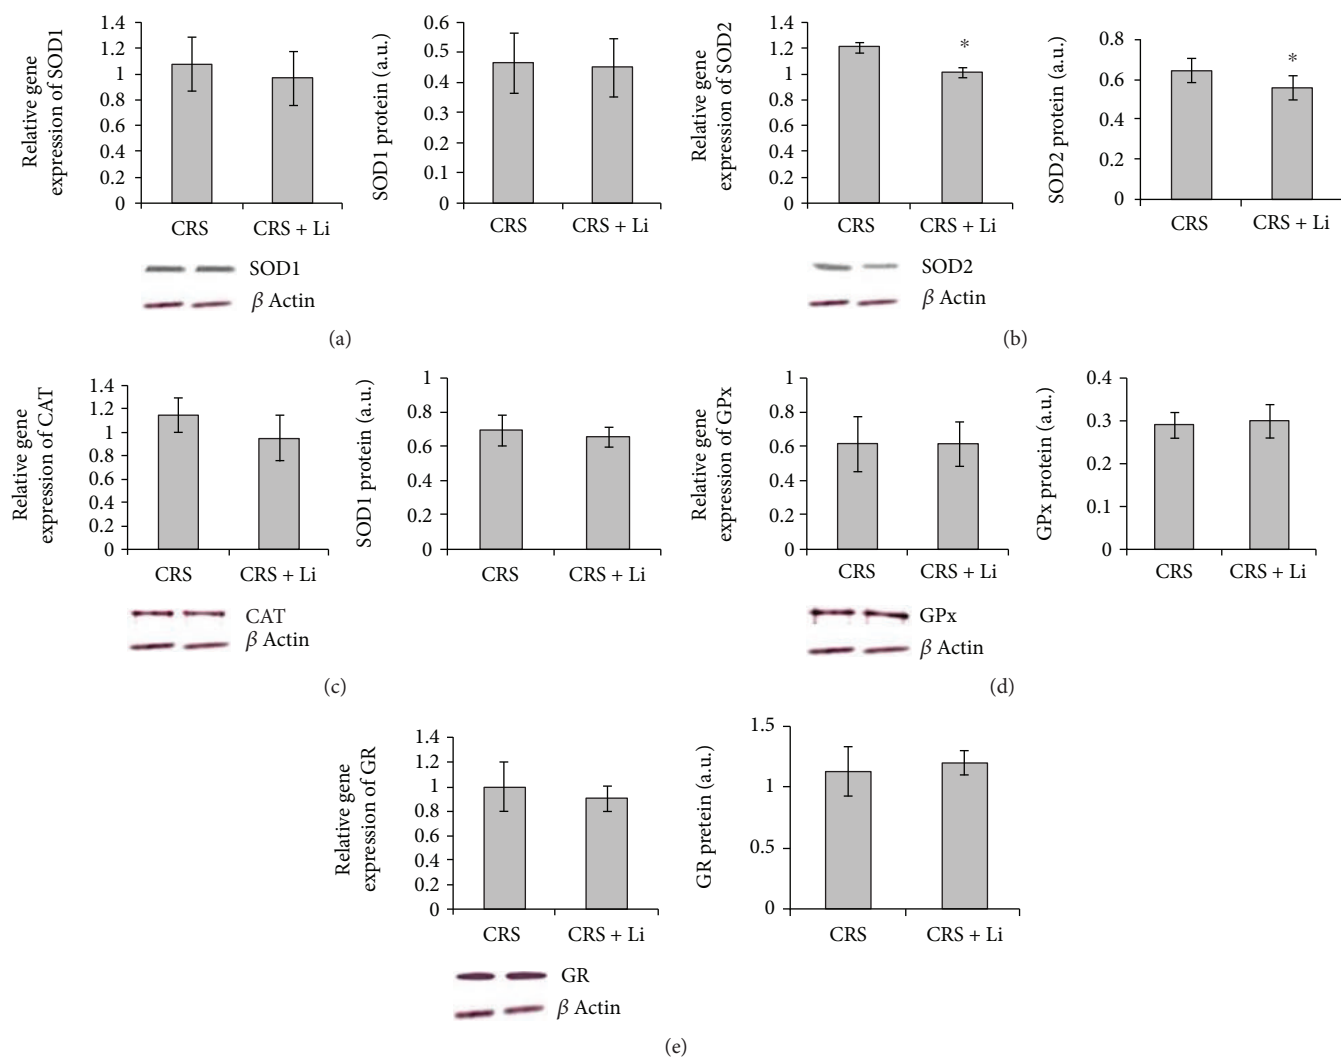 Relative gene
expression of SOD1
1.4
1.2
1
0.8
0.6
0.4
0.2
0
CRS
CRS + Li
SOD1 protein (a.u.)
0.6
0.5
0.4
0.3
0.2
0.1
0
CRS
CRS + Li
SOD1
β Actin
(a)
Relative gene
expression of SOD2
1.4
1.2
1
0.8
0.6
0.4
0.2
0
*
CRS
CRS + Li
SOD2 protein (a.u.)
0.8
0.6
0.4
0.2
0
*
CRS
CRS + Li
SOD2
β Actin
(b)
Relative gene
expression of CAT
1.4
1.2
1
0.8
0.6
0.4
0.2
0
CRS
CRS + Li
SOD1 protein (a.u.)
1
0.8
0.6
0.4
0.2
0
CRS
CRS + Li
CAT
β Actin
(c)
Relative gene
expression of GPx
1
0.8
0.6
0.4
0.2
0
CRS
CRS + Li
GPx protein (a.u.)
0.4
0.3
0.2
0.1
0
CRS
CRS + Li
GPx
β Actin
(d)
Relative gene
expression of GR
1.4
1.2
1
0.8
0.6
0.4
0.2
0
CRS
CRS + Li
GR pretein (a.u.)
1.5
1
0.5
0
CRS
CRS + Li
GR
β Actin
(e)